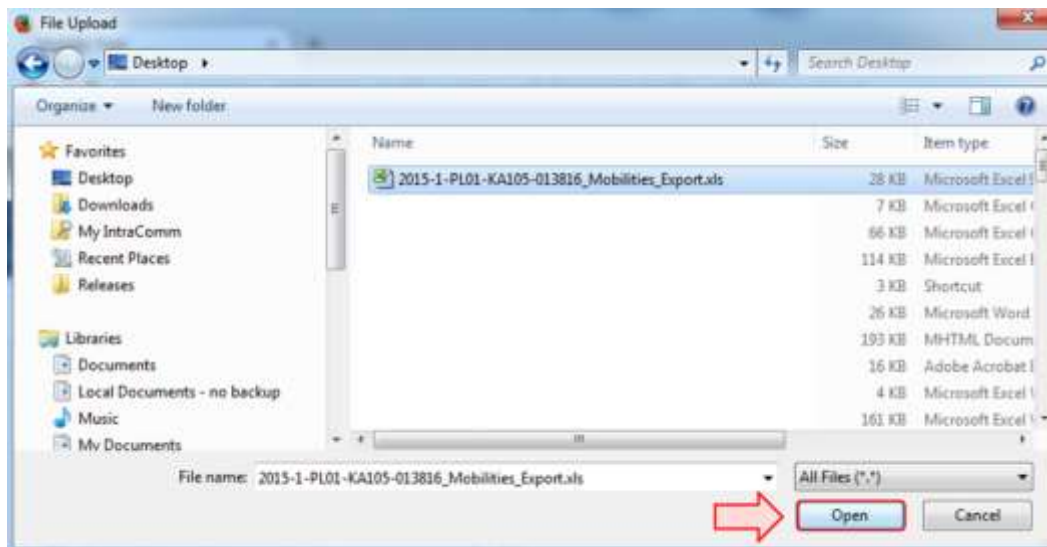 File Upload
Desktop
Search Desktop
Organize
New folder
Name
Size
Item type
Favorites
Desktop
Downloads
My IntraComm
Recent Places
Releases
Libraries
Documents
Local Documents - no backup
Music
My Documents
2015-1-PL01-KA105-013816_Mobilities_Export.xls
28 KB Microsoft Excel
7 KB Microsoft Excel
66 KB Microsoft Excel
114 KB Microsoft Excel
3 KB Shortcut
26 KB Microsoft Word
193 KB MHTML Docum
16 KB Adobe Acrobat
4 KB Microsoft Excel
161 KB Microsoft Excel
File name: 2015-1-PL01-KA105-013816_Mobilities_Export.xls
All Files (*.*)
Open
Cancel